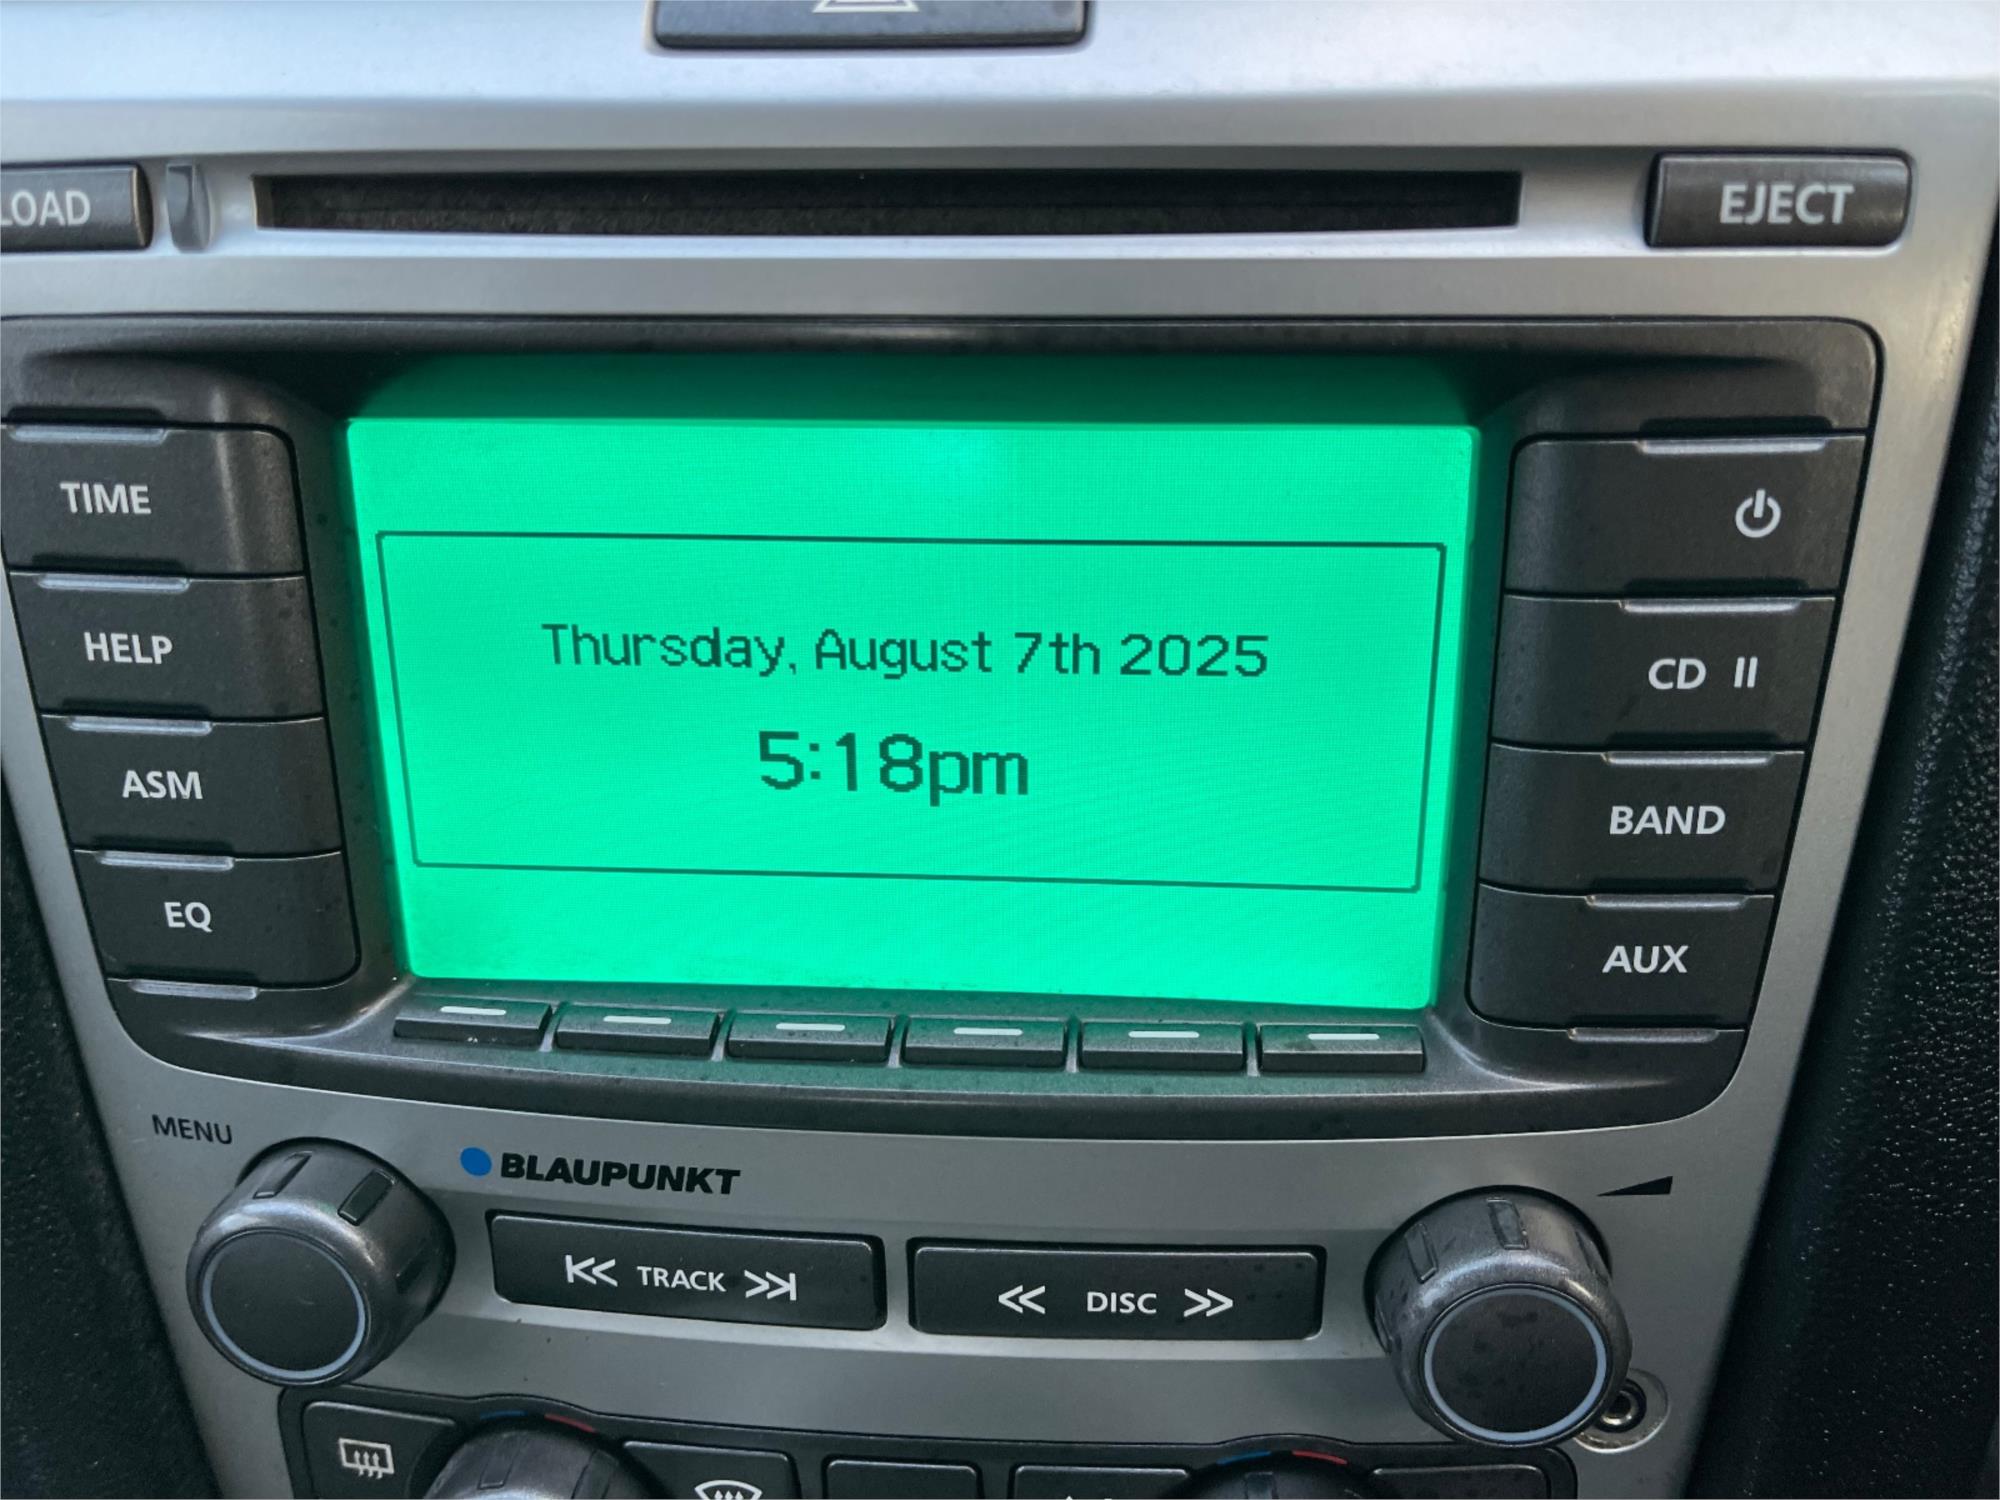 LOAD
EJECT
TIME
HELP
ASM
EQ
Thursday, August 7th 2025
5:18pm
CD II
BAND
AUX
MENU
BLAUPUNKT
TRACK
DISC